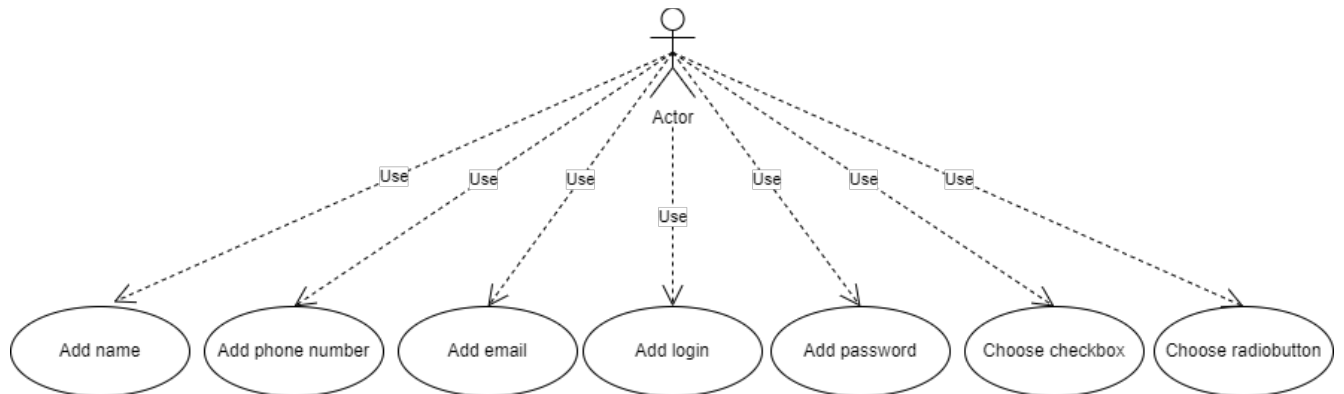 Actor
Use
Use
Use
Use
Use
Use
Use
Add name
Add phone number
Add email
Add login
Add password
Choose checkbox
Choose radiobutton